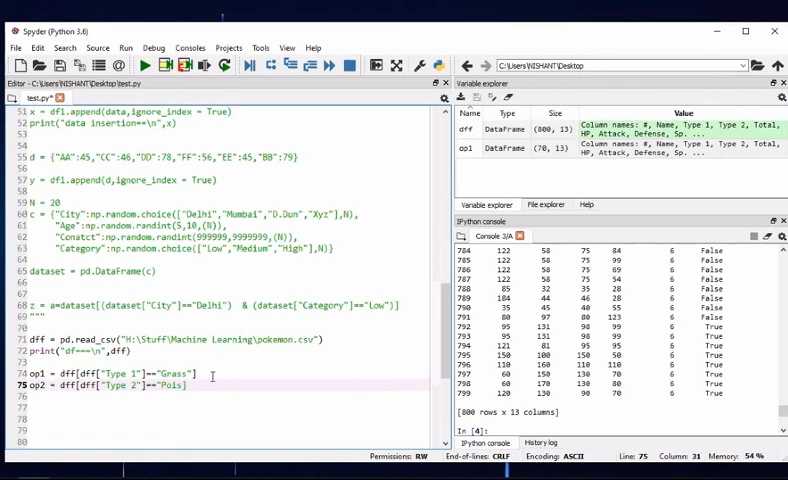 Spyder (Python 3.6)
File Edit Search Source Run Debug Consoles Projects Tools View Help
C:\Users\NISHANT\Desktop
Editor - C:\Users\NISHANT\Desktop\test.py
test.py*
51 x = df1.append(data,ignore_index = True)
52 print("data insertion==\n",x)
53
54
55 d = {"AA":45,"CC":46,"DD":78,"FF":56,"EE":45,"BB":79}
56
57 y = df1.append(d,ignore_index = True)
58
59 N = 20
60 c = {"City":np.random.choice(["Delhi","Mumbai","D.Dun","Xyz"],N),
61 "Age":np.random.randint(5,10,(N)),
62 "Conatct":np.random.randint(999999,9999999,(N)),
63 "Category":np.random.choice(["Low","Medium","High"],N)}
64
65 dataset = pd.DataFrame(c)
66
67
68 z = a=dataset[(dataset["City"]=="Delhi") & (dataset["Category"]=="Low")]
69 """
70
71 dff = pd.read_csv("H:\Stuff\Machine Learning\pokemon.csv")
72 print("df===\n",dff)
73
74 op1 = dff[dff["Type 1"]=="Grass"]
75 op2 = dff[dff["Type 2"]=="Pois]
76
77
78
79
80
Variable explorer
Name Type Size Value
dff DataFrame (800, 13) Column names: #, Name, Type 1, Type 2, Total, HP, Attack, Defense, Sp. ...
op1 DataFrame (70, 13) Column names: #, Name, Type 1, Type 2, Total, HP, Attack, Defense, Sp. ...
Variable explorer File explorer Help
IPython console
Console 3/A
784 122 58 75 84 6 False
785 122 58 75 99 6 False
786 122 58 75 69 6 False
787 122 58 75 54 6 False
788 85 32 35 28 6 False
789 184 44 46 28 6 False
790 35 45 40 55 6 False
791 80 97 80 123 6 False
792 95 131 98 99 6 True
793 95 131 98 99 6 True
794 121 81 95 95 6 True
795 150 100 100 50 6 True
796 150 160 110 110 6 True
797 60 150 130 70 6 True
798 60 170 130 80 6 True
799 120 130 90 70 6 True
[800 rows x 13 columns]
In [4]:
IPython console History log
Permissions: RW End-of-lines: CRLF Encoding: ASCII Line: 75 Column: 31 Memory: 54 %